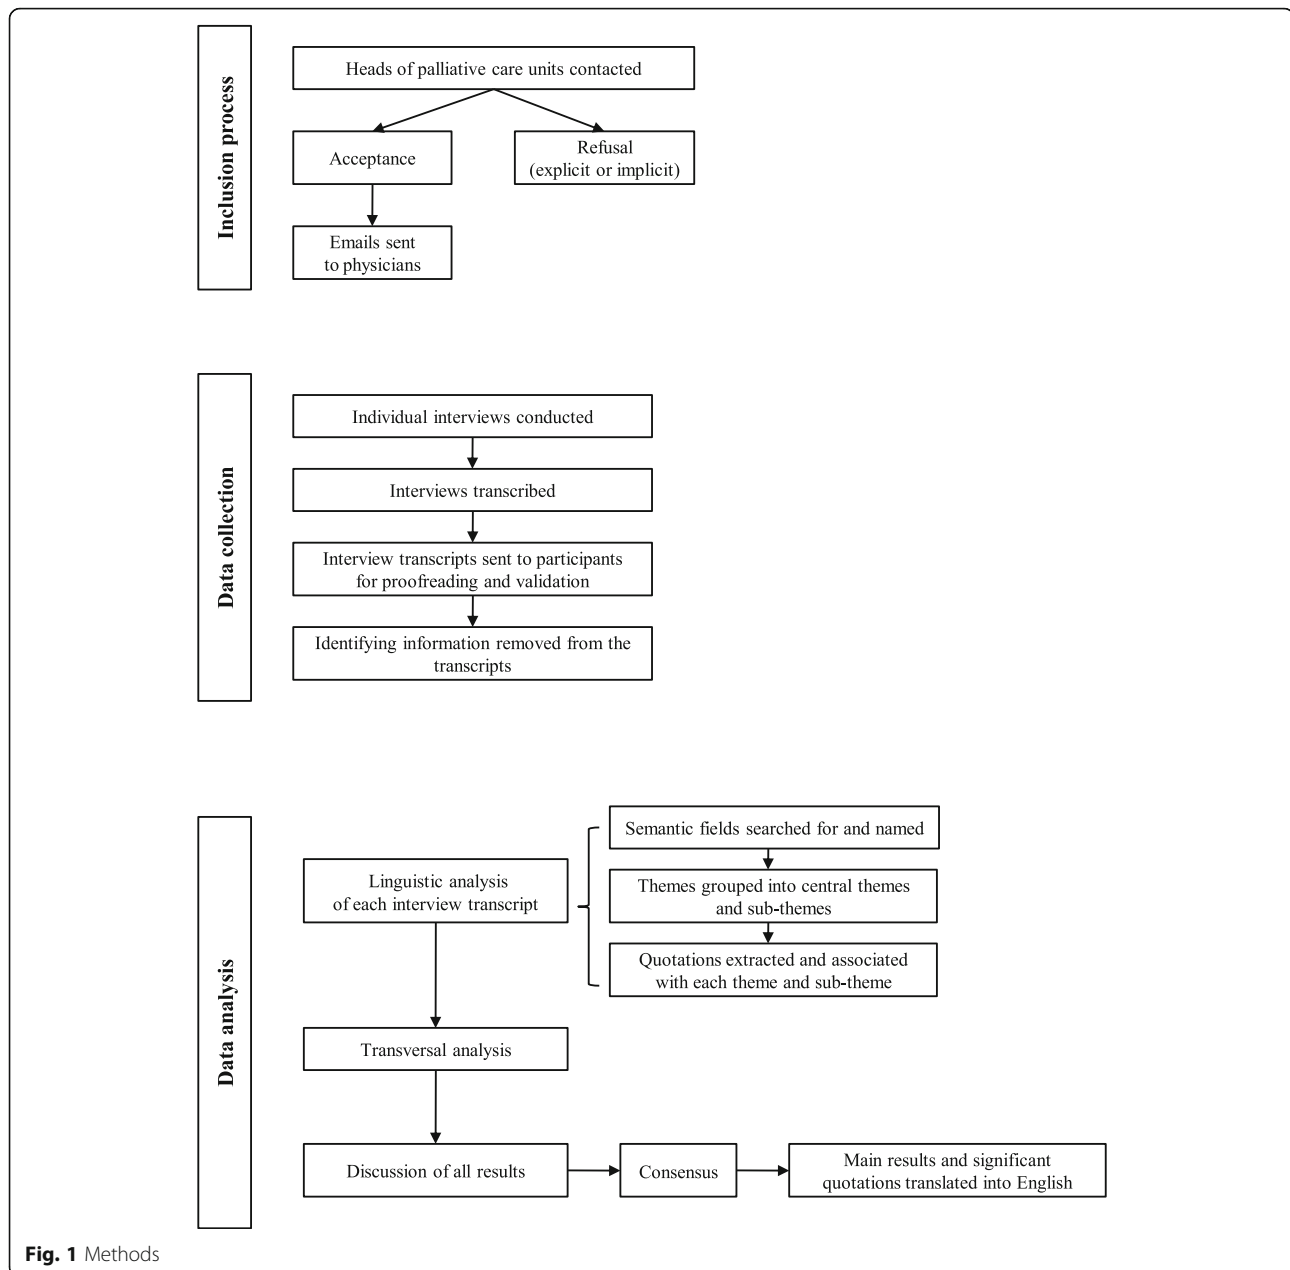 Inclusion process
Heads of palliative care units contacted
Acceptance
Refusal
(explicit or implicit)
Emails sent
to physicians
Data collection
Individual interviews conducted
Interviews transcribed
Interview transcripts sent to participants
for proofreading and validation
Identifying information removed from the
transcripts
Data analysis
Linguistic analysis
of each interview transcript
Semantic fields searched for and named
Themes grouped into central themes
and sub-themes
Quotations extracted and associated
with each theme and sub-theme
Transversal analysis
Discussion of all results
Consensus
Main results and significant
quotations translated into English
Fig. 1 Methods